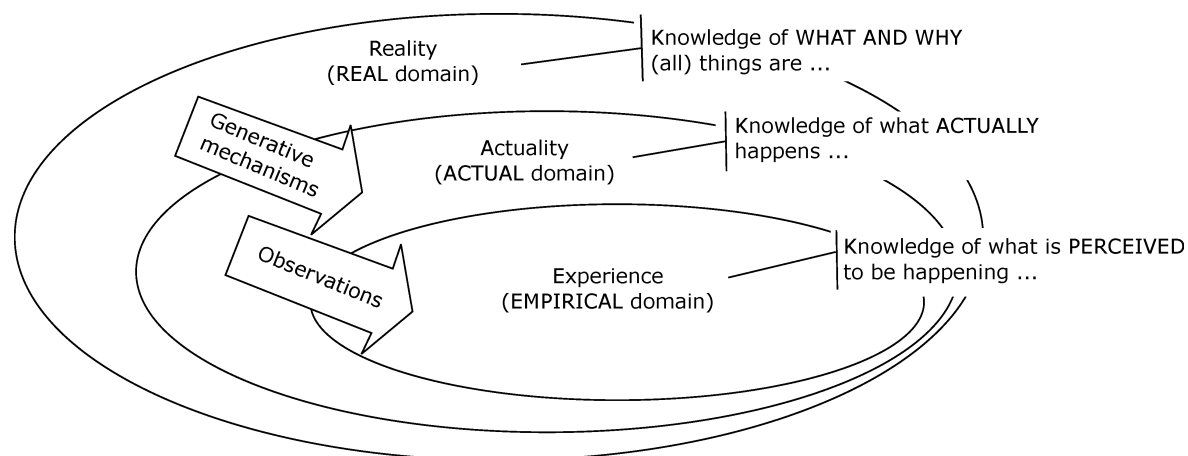 Reality
(REAL domain)
Knowledge of WHAT AND WHY
(all) things are ...
Generative
mechanisms
Actuality
(ACTUAL domain)
Knowledge of what ACTUALLY
happens ...
Observations
Experience
(EMPIRICAL domain)
Knowledge of what is PERCEIVED
to be happening ...